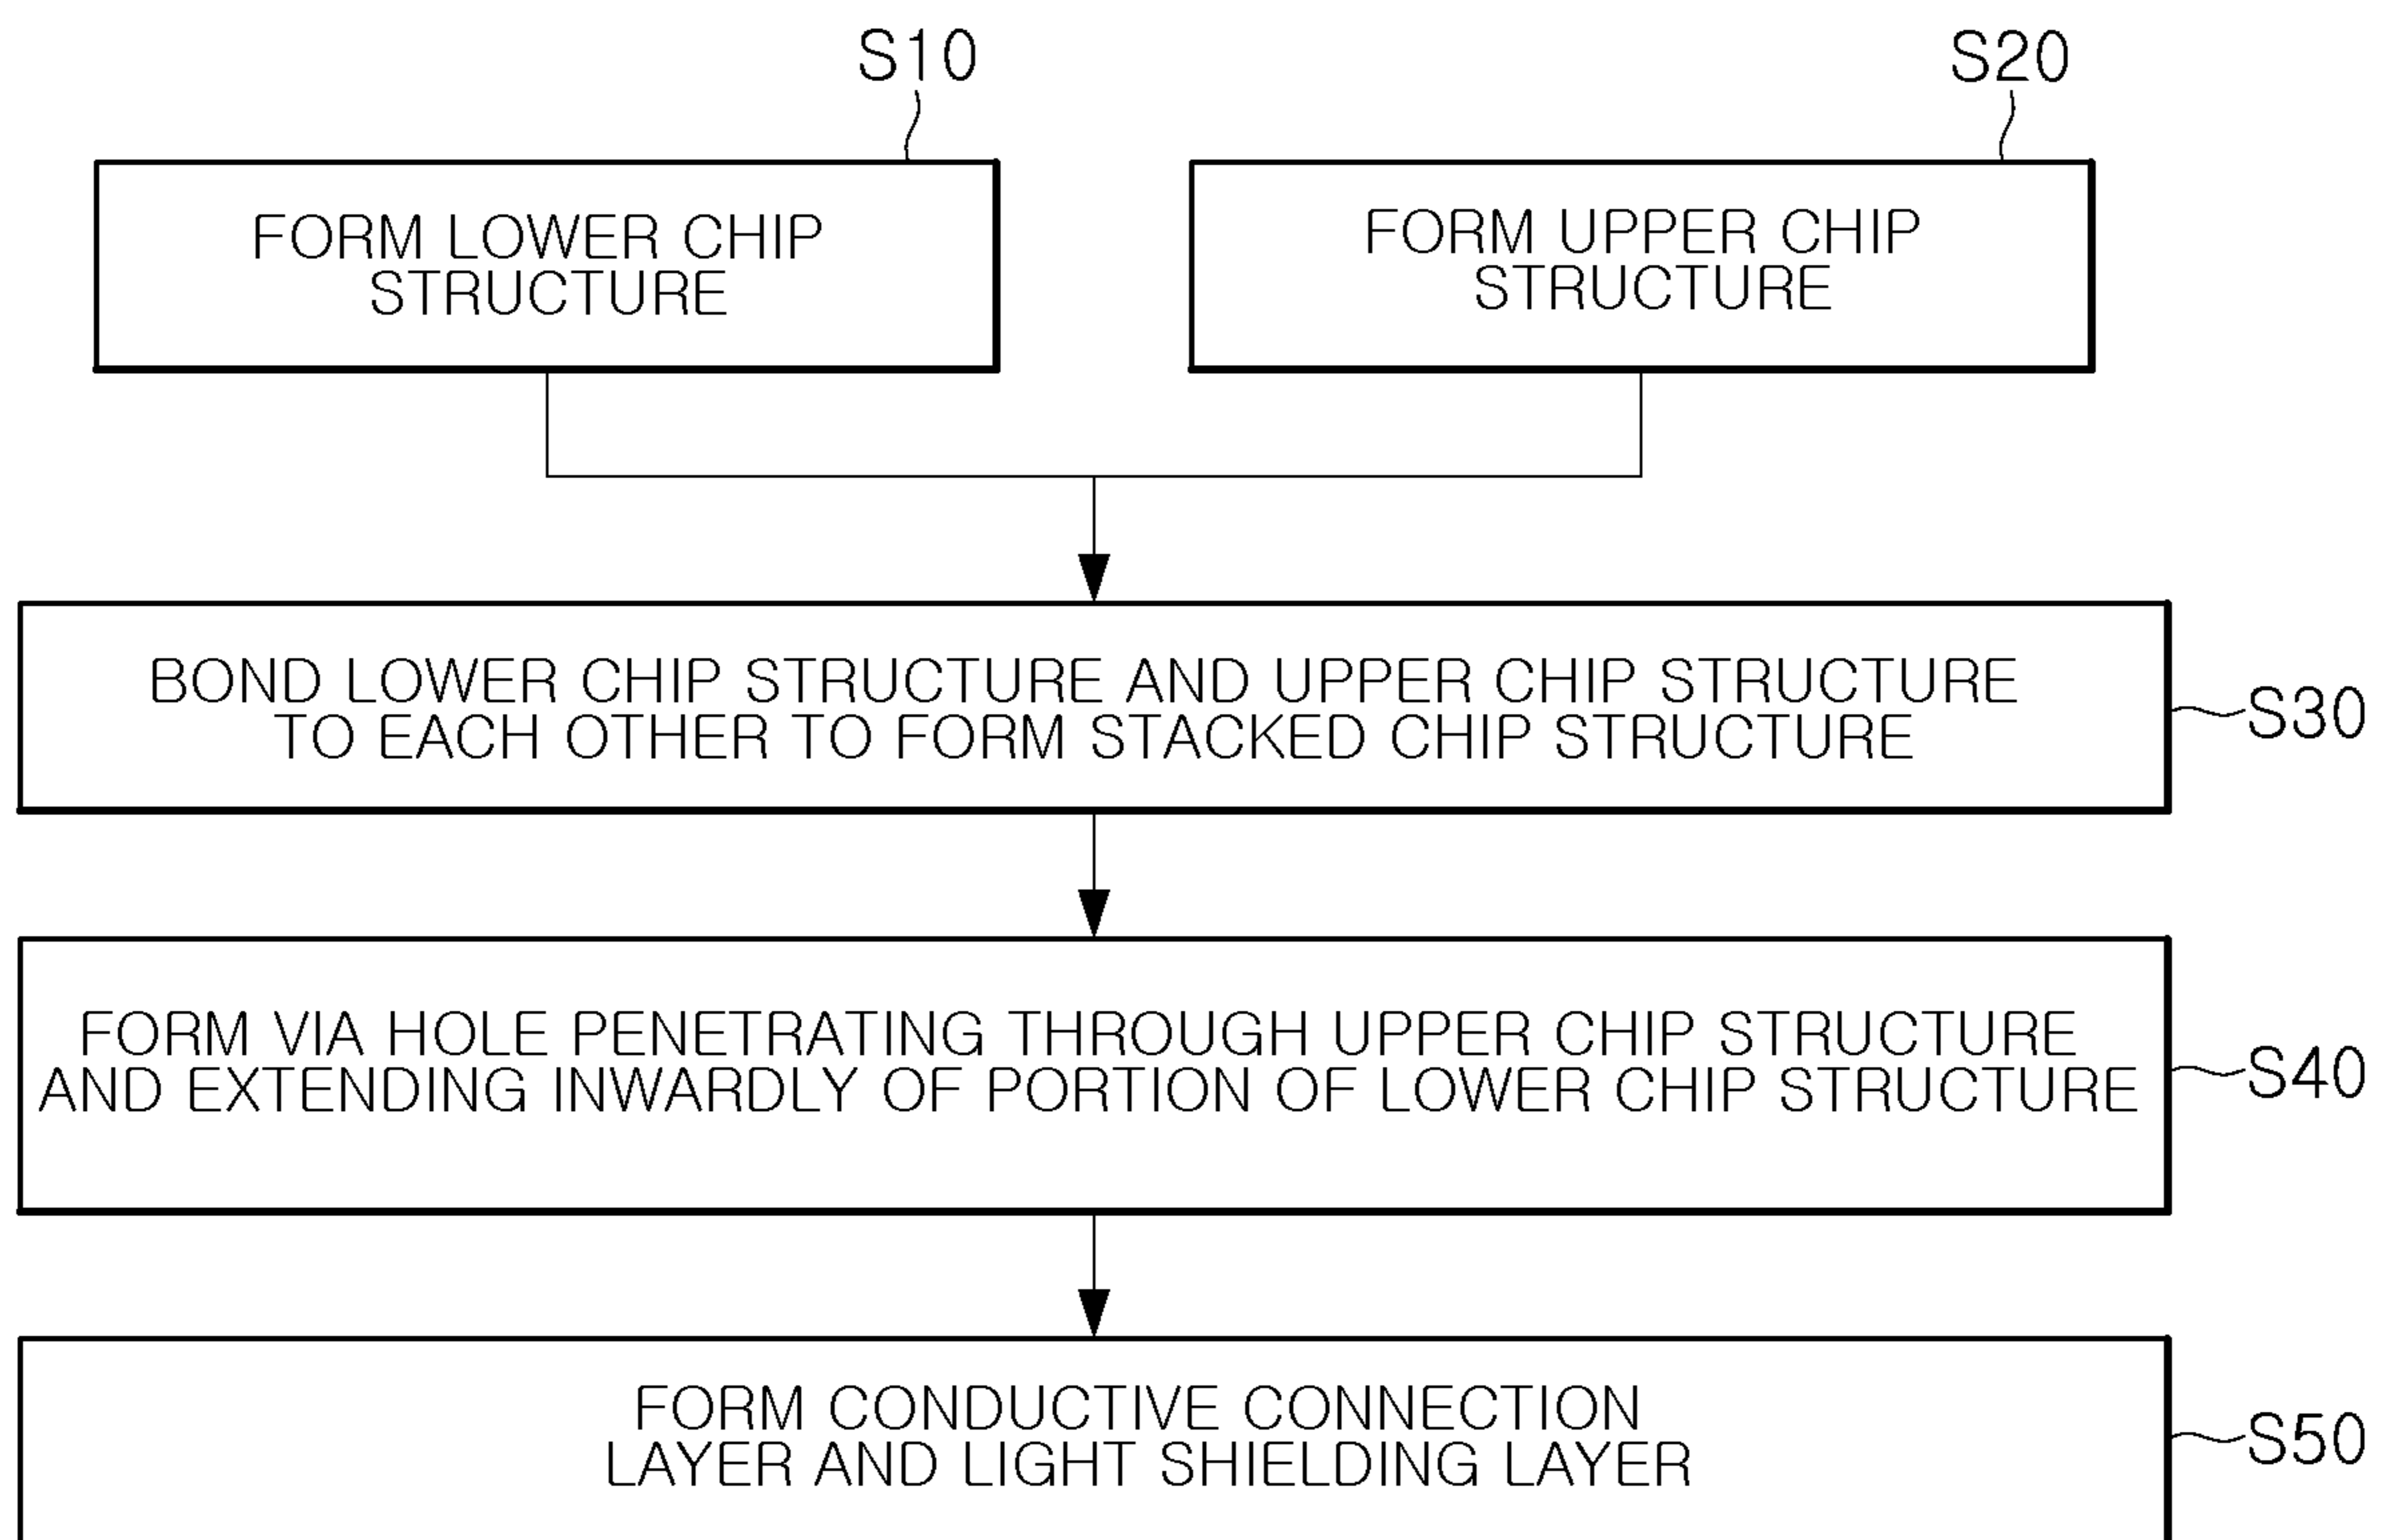 S10
S20
FORM LOWER CHIP
STRUCTURE
FORM UPPER CHIP
STRUCTURE
BOND LOWER CHIP STRUCTURE AND UPPER CHIP STRUCTURE
TO EACH OTHER TO FORM STACKED CHIP STRUCTURE
S30
FORM VIA HOLE PENETRATING THROUGH UPPER CHIP STRUCTURE
AND EXTENDING INWARDLY OF PORTION OF LOWER CHIP STRUCTURE
S40
FORM CONDUCTIVE CONNECTION
LAYER AND LIGHT SHIELDING LAYER
S50